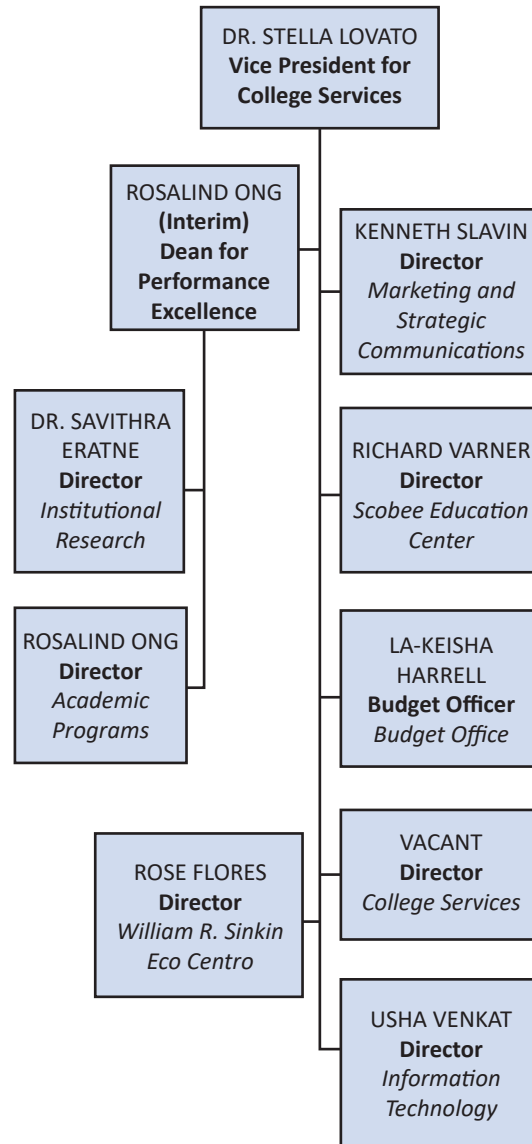 DR. STELLA LOVATO
Vice President for
College Services
ROSALIND ONG
(Interim)
Dean for
Performance
Excellence
KENNETH SLAVIN
Director
Marketing and
Strategic
Communications
DR. SAVITHRA
ERATNE
Director
Institutional
Research
RICHARD VARNER
Director
Scobee Education
Center
ROSALIND ONG
Director
Academic
Programs
LA-KEISHA
HARRELL
Budget Officer
Budget Office
VACANT
Director
College Services
ROSE FLORES
Director
William R. Sinkin
Eco Centro
USHA VENKAT
Director
Information
Technology